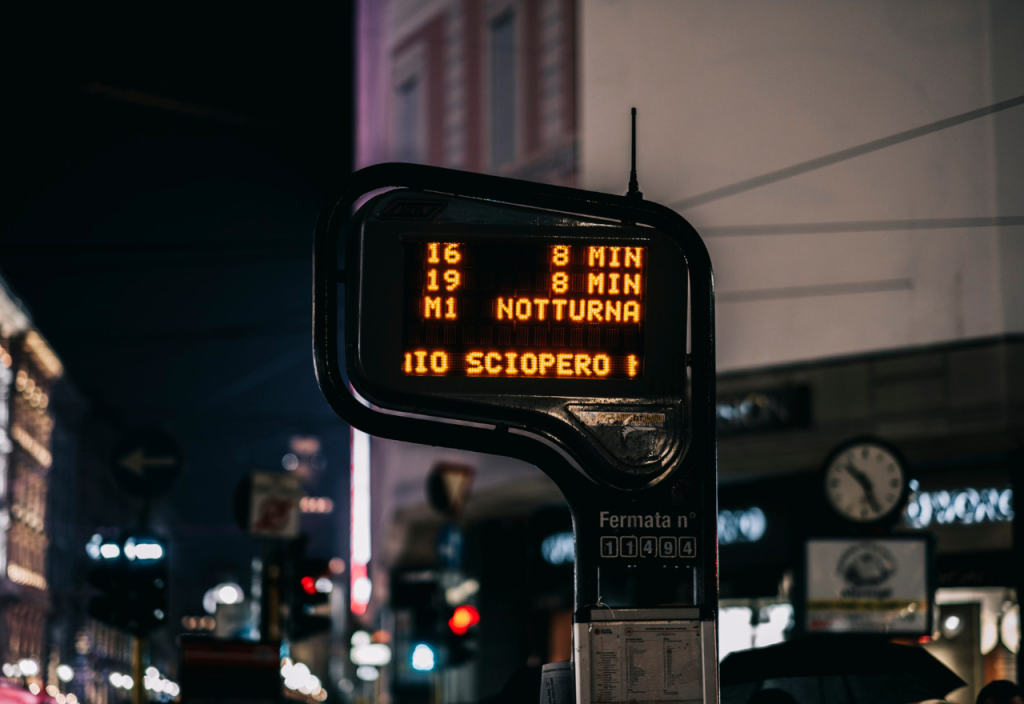 16 8 MIN
19 8 MIN
M1 NOTTURNA
IO SCIOPERO
Fermata n°
11494